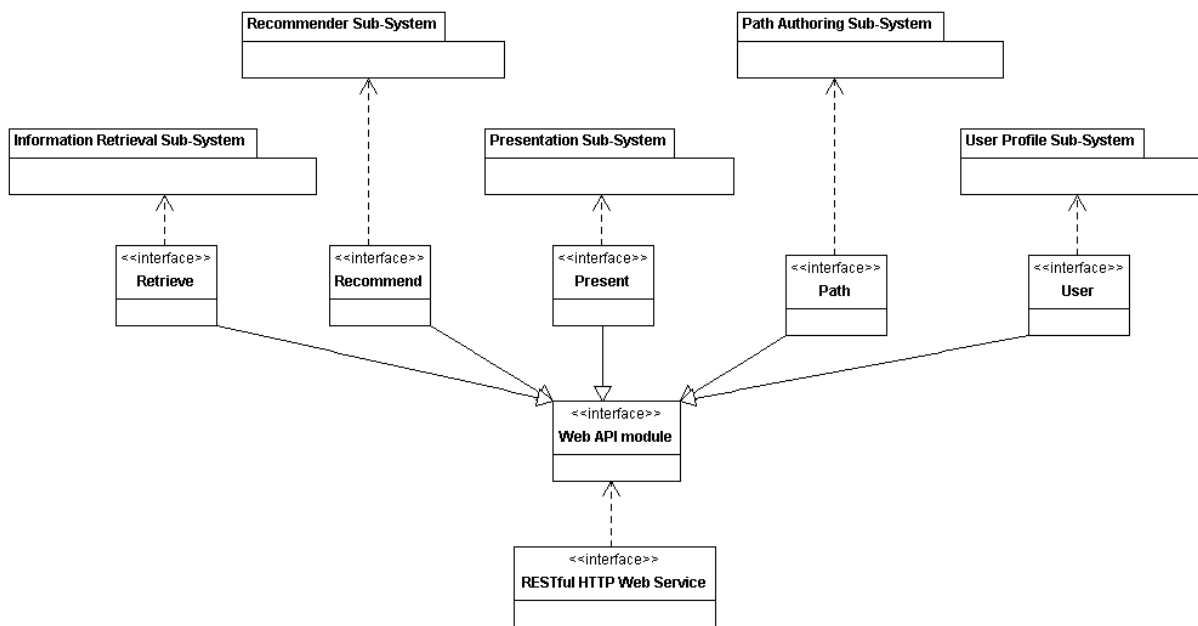 Recommender Sub-System
Path Authoring Sub-System
Information Retrieval Sub-System
Presentation Sub-System
User Profile Sub-System
<<interface>>
Retrieve
<<interface>>
Recommend
<<interface>>
Present
<<interface>>
Path
<<interface>>
User
<<interface>>
Web API module
<<interface>>
RESTful HTTP Web Service